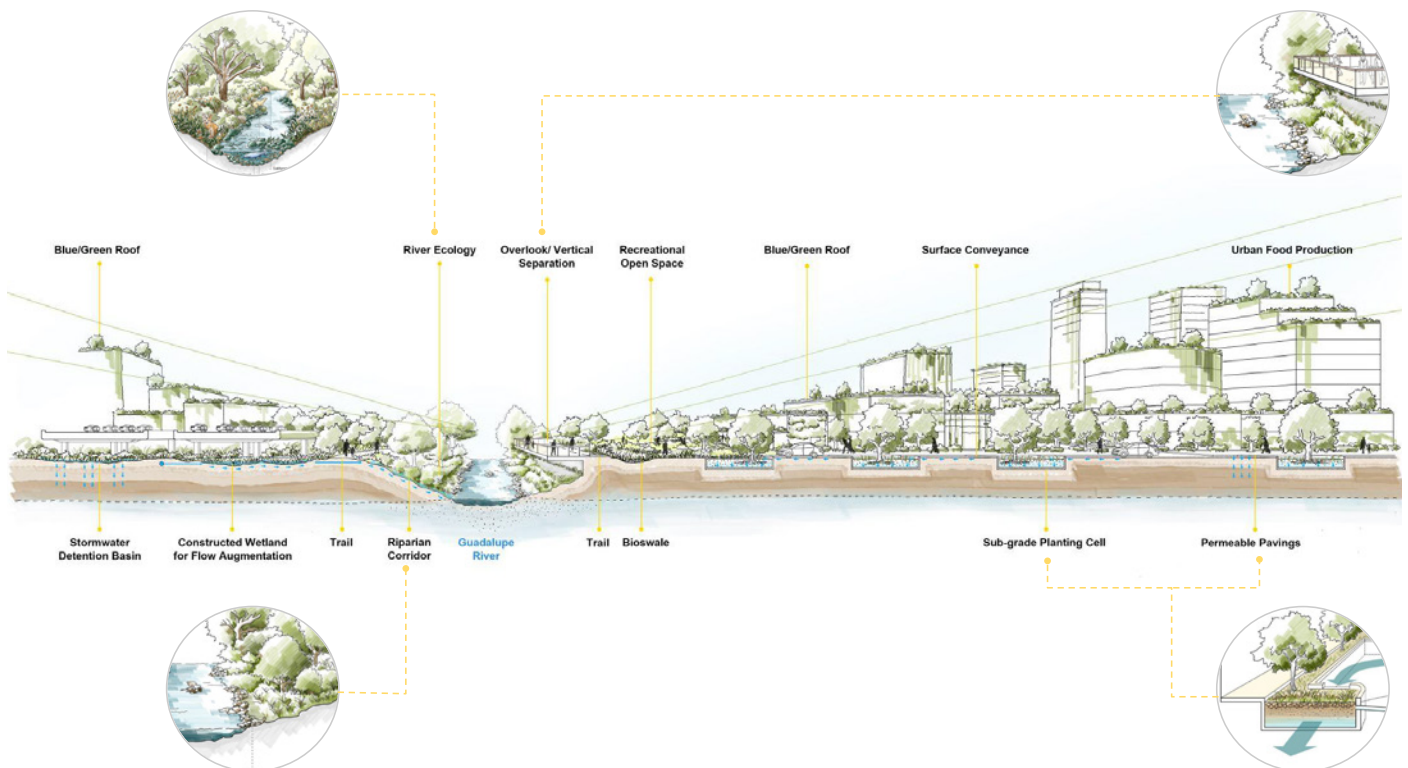 Blue/Green Roof
River Ecology
Overlook/ Vertical
Separation
Recreational
Open Space
Blue/Green Roof
Surface Conveyance
Urban Food Production
Stormwater
Detention Basin
Constructed Wetland
for Flow Augmentation
Trail
Riparian
Corridor
Guadalupe
River
Trail
Bioswale
Sub-grade Planting Cell
Permeable Pavings